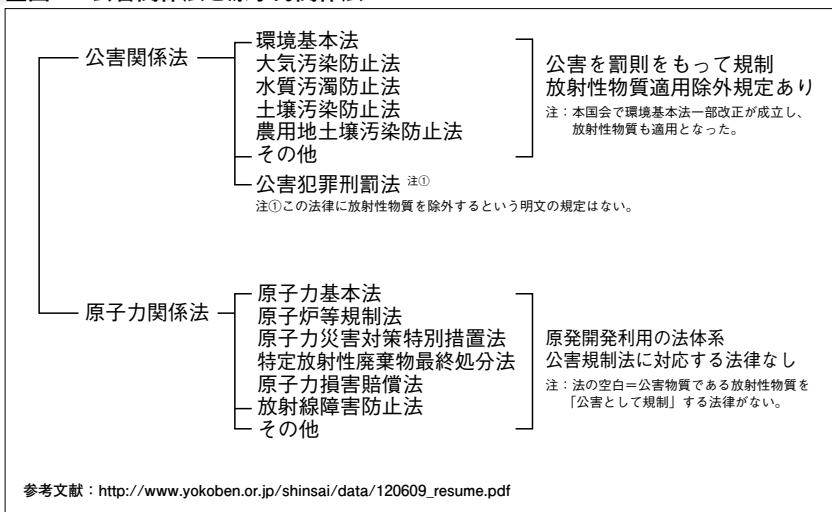 公害関係法
環境基本法
大気汚染防止法
水質汚濁防止法
土壌汚染防止法
農用地土壌汚染防止法
その他
公害を罰則をもって規制
放射性物質適用除外規定あり
注：本国会で環境基本法一部改正が成立し、
放射性物質も適用となった。
公害犯罪刑罰法 注①
注①この法律に放射性物質を除外するという明文の規定はない。
原子力関係法
原子力基本法
原子炉等規制法
原子力災害対策特別措置法
特定放射性廃棄物最終処分法
原子力損害賠償法
放射線障害防止法
その他
原発開発利用の法体系
公害規制法に対応する法律なし
注：法の空白＝公害物質である放射性物質を
「公害として規制」する法律がない。
参考文献：http://www.yokoben.or.jp/shinsai/data/120609_resume.pdf